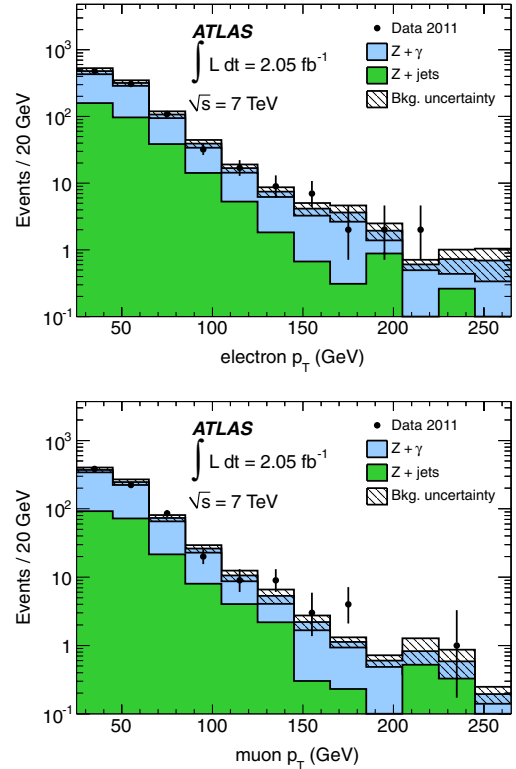 Events / 20 GeV
10³
10²
10
1
10⁻¹
ATLAS
∫ L dt = 2.05 fb⁻¹
√s = 7 TeV
Data 2011
Z + γ
Z + jets
Bkg. uncertainty
50 100 150 200 250
electron p_T (GeV)
Events / 20 GeV
10³
10²
10
1
10⁻¹
ATLAS
∫ L dt = 2.05 fb⁻¹
√s = 7 TeV
Data 2011
Z + γ
Z + jets
Bkg. uncertainty
50 100 150 200 250
muon p_T (GeV)